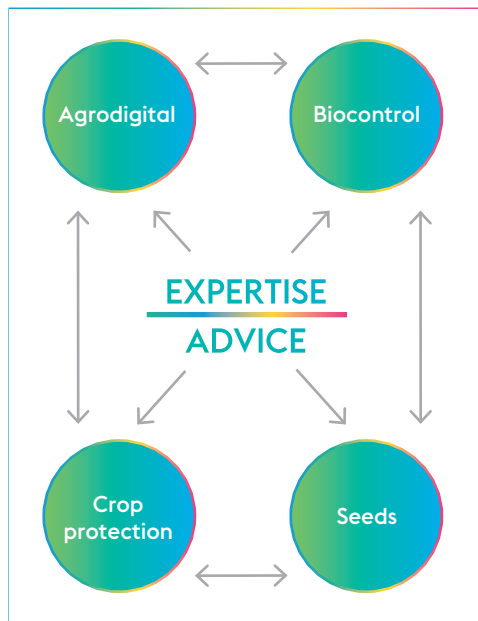 Agrodigital
Biocontrol
EXPERTISE
ADVICE
Crop
protection
Seeds